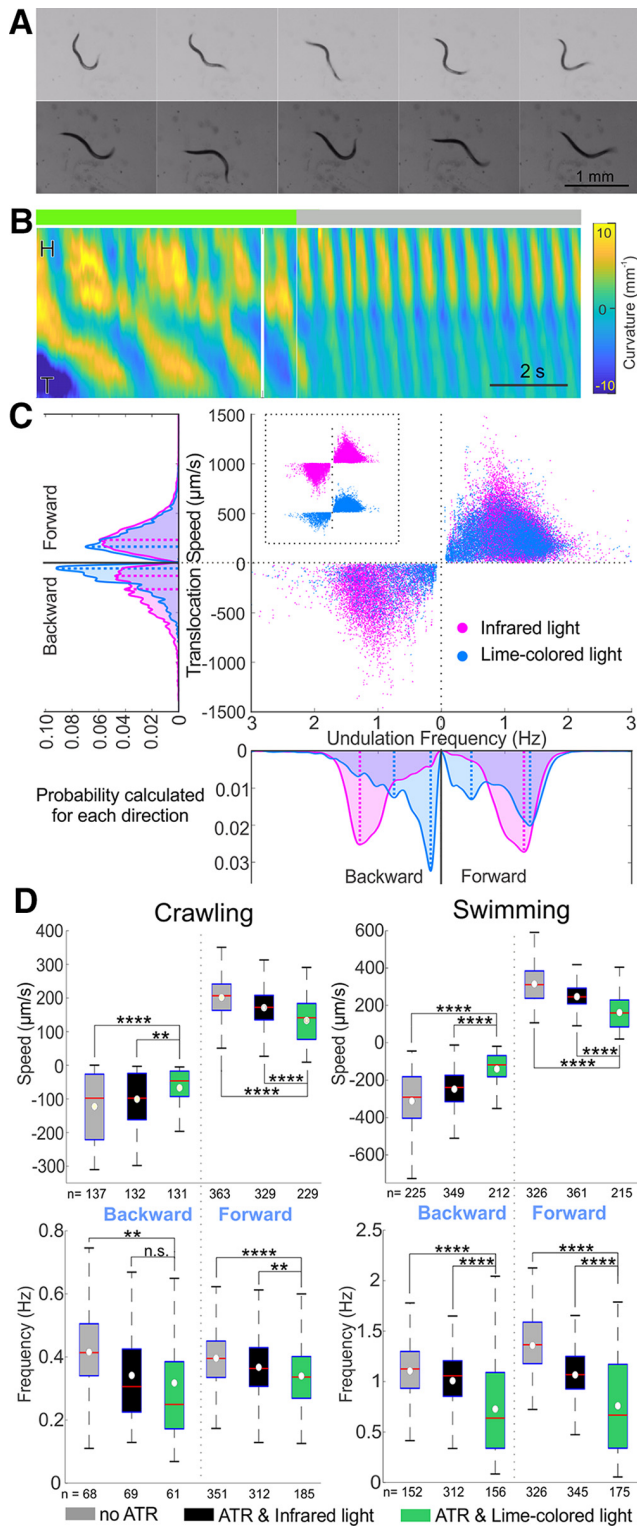 A
1 mm
B
H
T
2 s
10
0
-10
Curvature (mm-1)
C
Forward
Backward
0.10
0.08
0.06
0.04
0.02
0
Translocation Speed (µm/s)
1500
1000
500
0
-500
-1000
-1500
Infrared light
Lime-colored light
3 2 1 0 1 2 3
Undulation Frequency (Hz)
Probability calculated
for each direction
0
0.01
0.02
0.03
Backward Forward
D
Crawling Swimming
Speed (µm/s)
400
300
200
100
0
-100
-200
-300
**** **
****
****
n= 137 132 131 363 329 229
Speed (µm/s)
600
400
200
0
-200
-400
-600
****
****
****
****
n= 225 349 212 326 361 215
Backward Forward Backward Forward
Frequency (Hz)
0.8
0.6
0.4
0.2
0
**
n.s.
****
**
n = 68 69 61 351 312 185
Frequency (Hz)
2.5
2
1.5
1
0.5
0
****
****
****
****
n= 152 312 156 326 345 175
no ATR ATR & Infrared light ATR & Lime-colored light